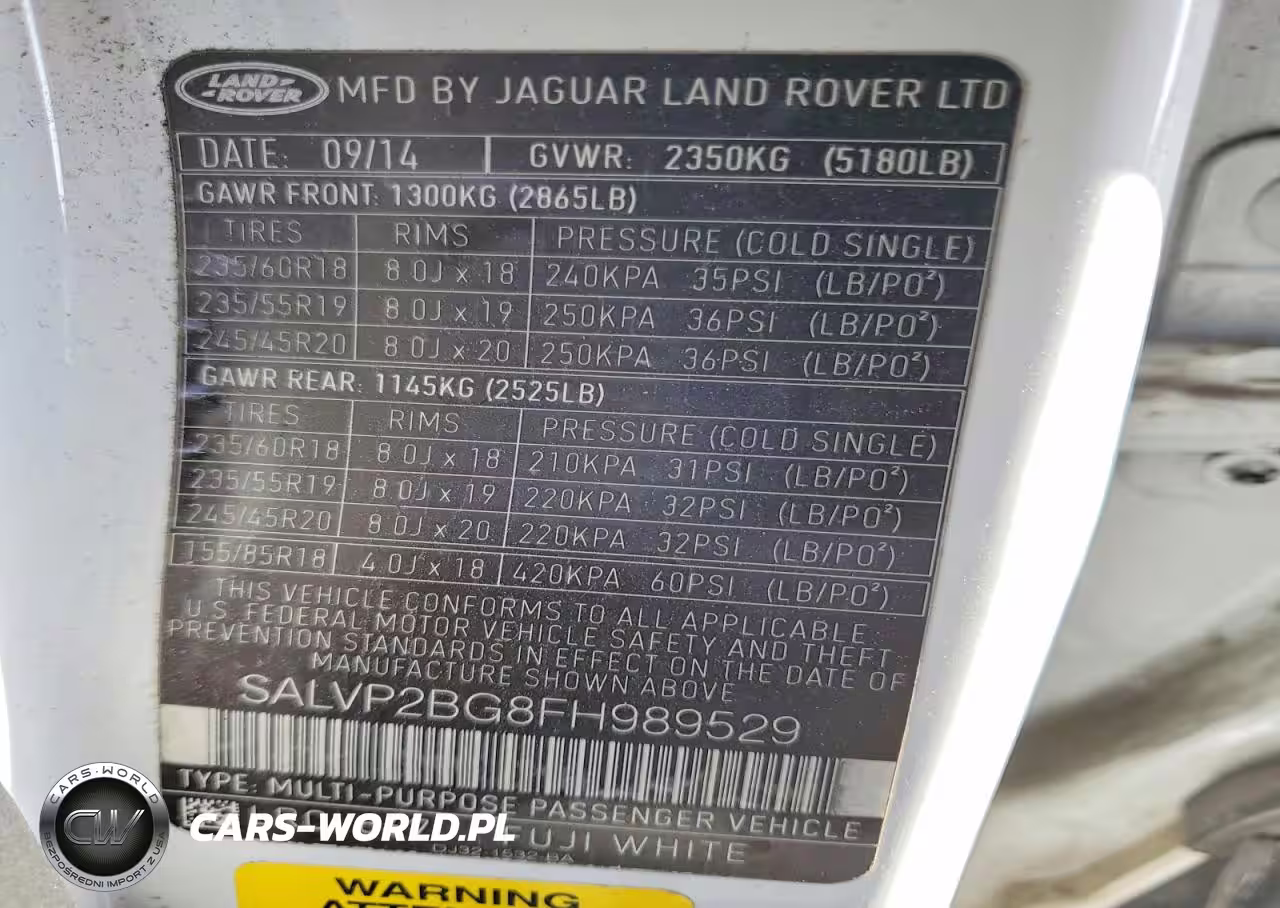 LAND-
-ROVER
MFD BY JAGUAR LAND ROVER LTD
DATE: 09/14 GVWR: 2350KG (5180LB)
GAWR FRONT: 1300KG (2865LB)
TIRES RIMS PRESSURE (COLD SINGLE)
235/60R18 8.0J x 18 240KPA 35PSI (LB/PO²)
235/55R19 8.0J x 19 250KPA 36PSI (LB/PO²)
245/45R20 8.0J x 20 250KPA 36PSI (LB/PO²)
GAWR REAR: 1145KG (2525LB)
TIRES RIMS PRESSURE (COLD SINGLE)
235/60R18 8.0J x 18 210KPA 31PSI (LB/PO²)
235/55R19 8.0J x 19 220KPA 32PSI (LB/PO²)
245/45R20 8.0J x 20 220KPA 32PSI (LB/PO²)
155/85R18 4.0J x 18 420KPA 60PSI (LB/PO²)
THIS VEHICLE CONFORMS TO ALL APPLICABLE
U.S. FEDERAL MOTOR VEHICLE SAFETY AND THEFT
PREVENTION STANDARDS IN EFFECT ON THE DATE OF
MANUFACTURE SHOWN ABOVE
SALVP2BG8FH989529
TYPE: MULTI-PURPOSE PASSENGER VEHICLE
FUJI WHITE
WARNING
CARS-WORLD
CW
BEZPOŚREDNI IMPORT Z USA
CARS-WORLD.PL